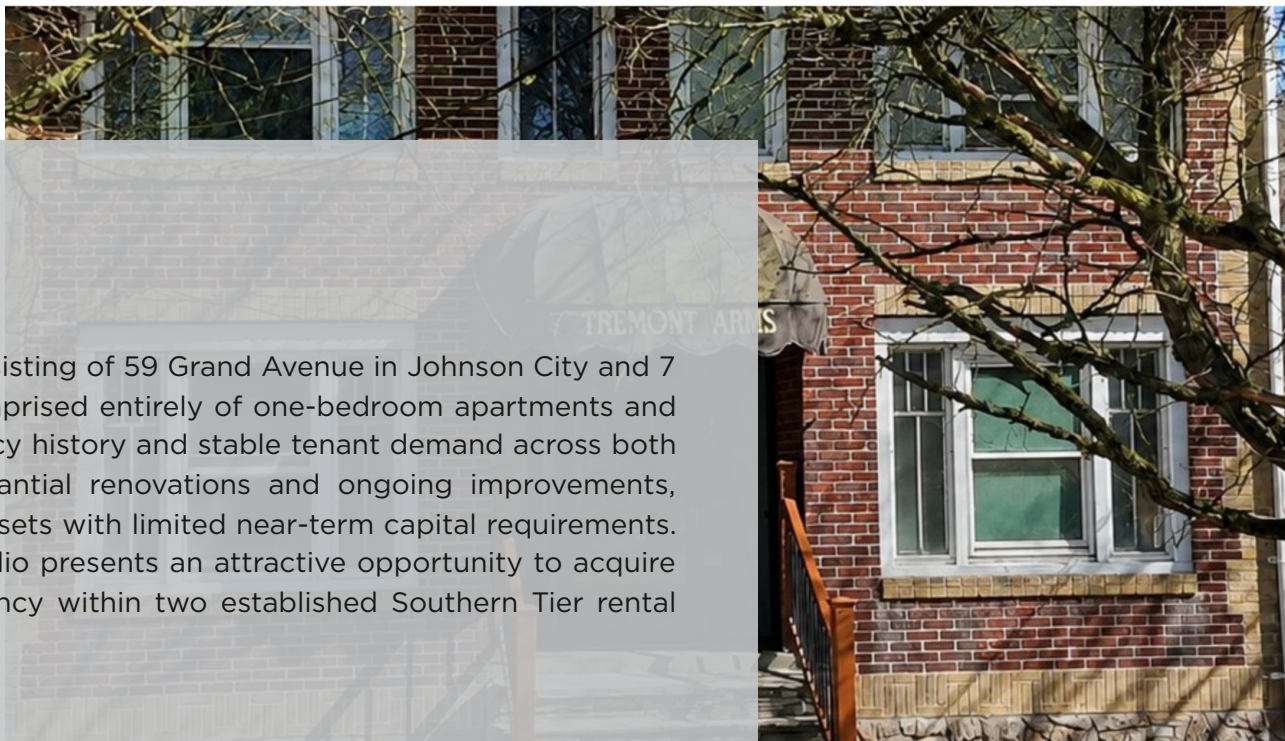 TREMONT ARMS
isting of 59 Grand Avenue in Johnson City and 7
prised entirely of one-bedroom apartments and
cy history and stable tenant demand across both
antial renovations and ongoing improvements,
sets with limited near-term capital requirements.
lio presents an attractive opportunity to acquire
ncy within two established Southern Tier rental